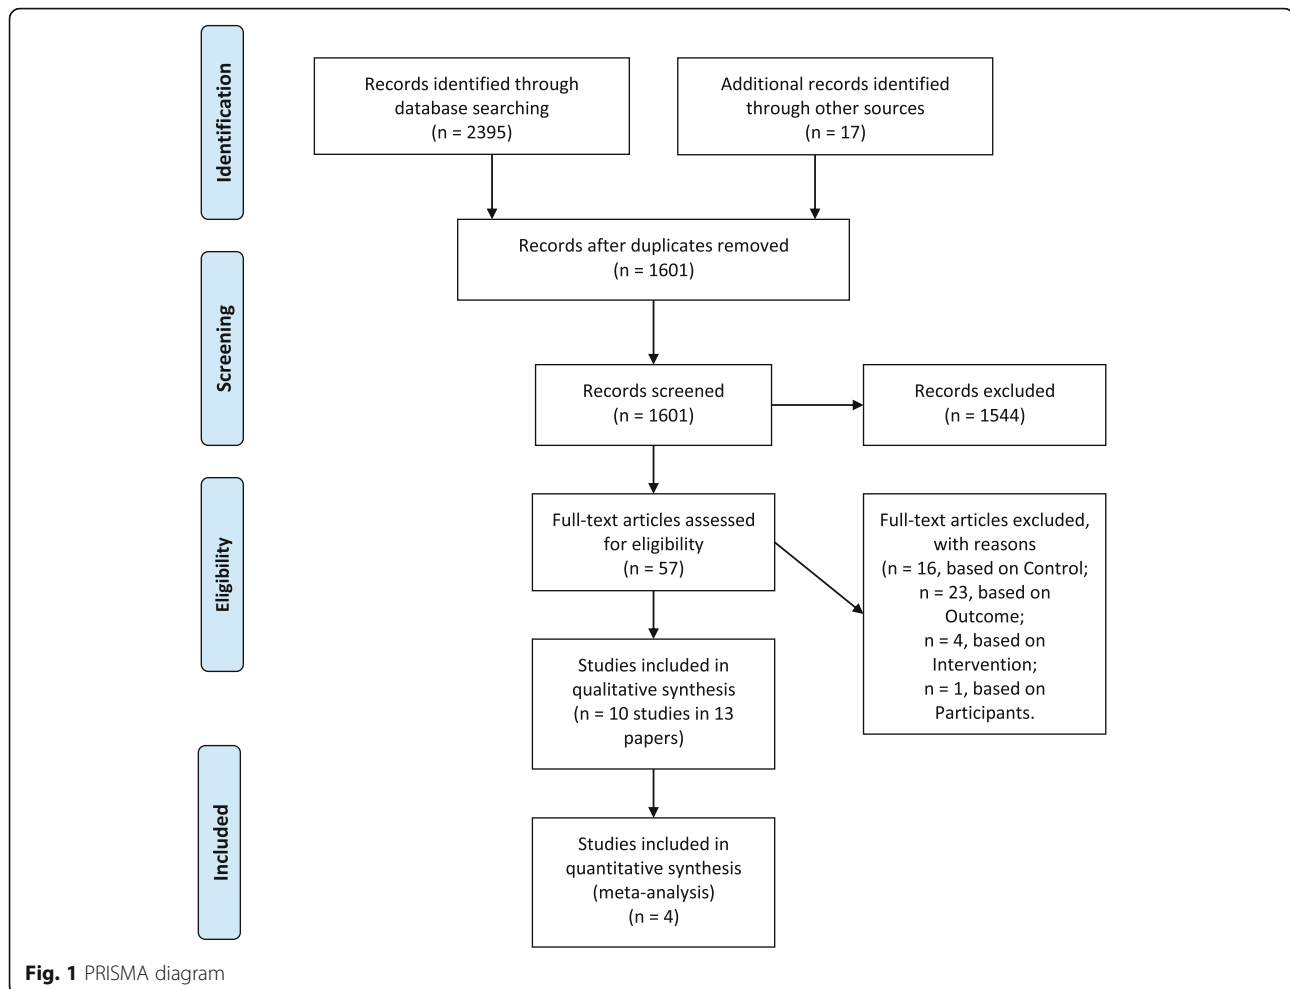 Identification
Records identified through
database searching
(n = 2395)
Additional records identified
through other sources
(n = 17)
Records after duplicates removed
(n = 1601)
Screening
Records screened
(n = 1601)
Records excluded
(n = 1544)
Eligibility
Full-text articles assessed
for eligibility
(n = 57)
Full-text articles excluded,
with reasons
(n = 16, based on Control;
n = 23, based on
Outcome;
n = 4, based on
Intervention;
n = 1, based on
Participants.
Studies included in
qualitative synthesis
(n = 10 studies in 13
papers)
Included
Studies included in
quantitative synthesis
(meta-analysis)
(n = 4)
Fig. 1 PRISMA diagram